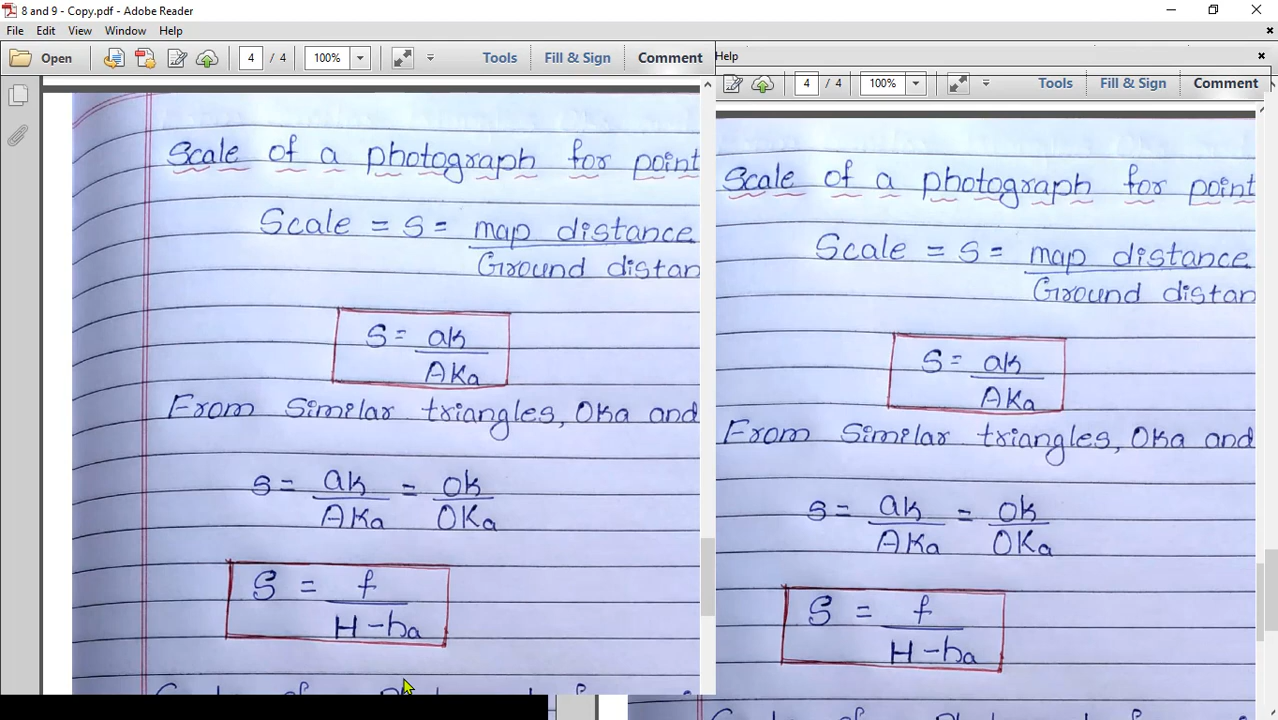 8 and 9 - Copy.pdf - Adobe Reader
File Edit View Window Help
Open 4 / 4 100% Tools Fill & Sign Comment
Scale of a photograph for point
Scale = S = map distance
Ground distan
S = ak
AKa
From Similar triangles, OKa and
s = ak = ok
AKa OKa
S = f
H-ha
Help
4 / 4 100% Tools Fill & Sign Comment
Scale of a photograph for point
Scale = S = map distance
Ground distan
S = ak
AKa
From Similar triangles, OKa and
s = ak = ok
AKa OKa
S = f
H-ha